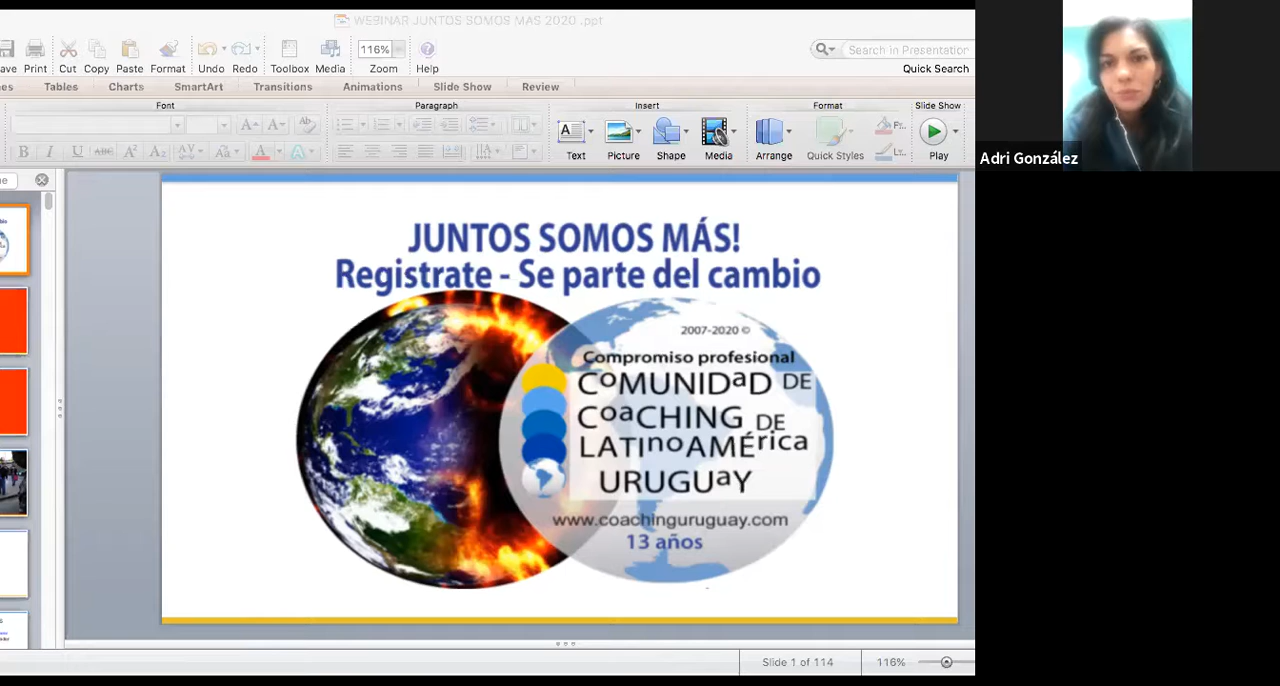 WEBINAR JUNTOS SOMOS MAS 2020 .ppt
Print Cut Copy Paste Format Undo Redo Toolbox Media
116%
Zoom Help
Search in Presentation
Quick Search
Tables Charts SmartArt Transitions Animations Slide Show Review
Font Paragraph Insert Format Slide Show
Text Picture Shape Media Arrange Quick Styles Play
Adri González
JUNTOS SOMOS MÁS!
Registrate - Se parte del cambio
2007-2020 ©
Compromiso profesional
CoMUNIDaD DE
CoaCHING DE
LATinoAMÉrica
URUGUaY
www.coachinguruguay.com
13 años
Slide 1 of 114
116%